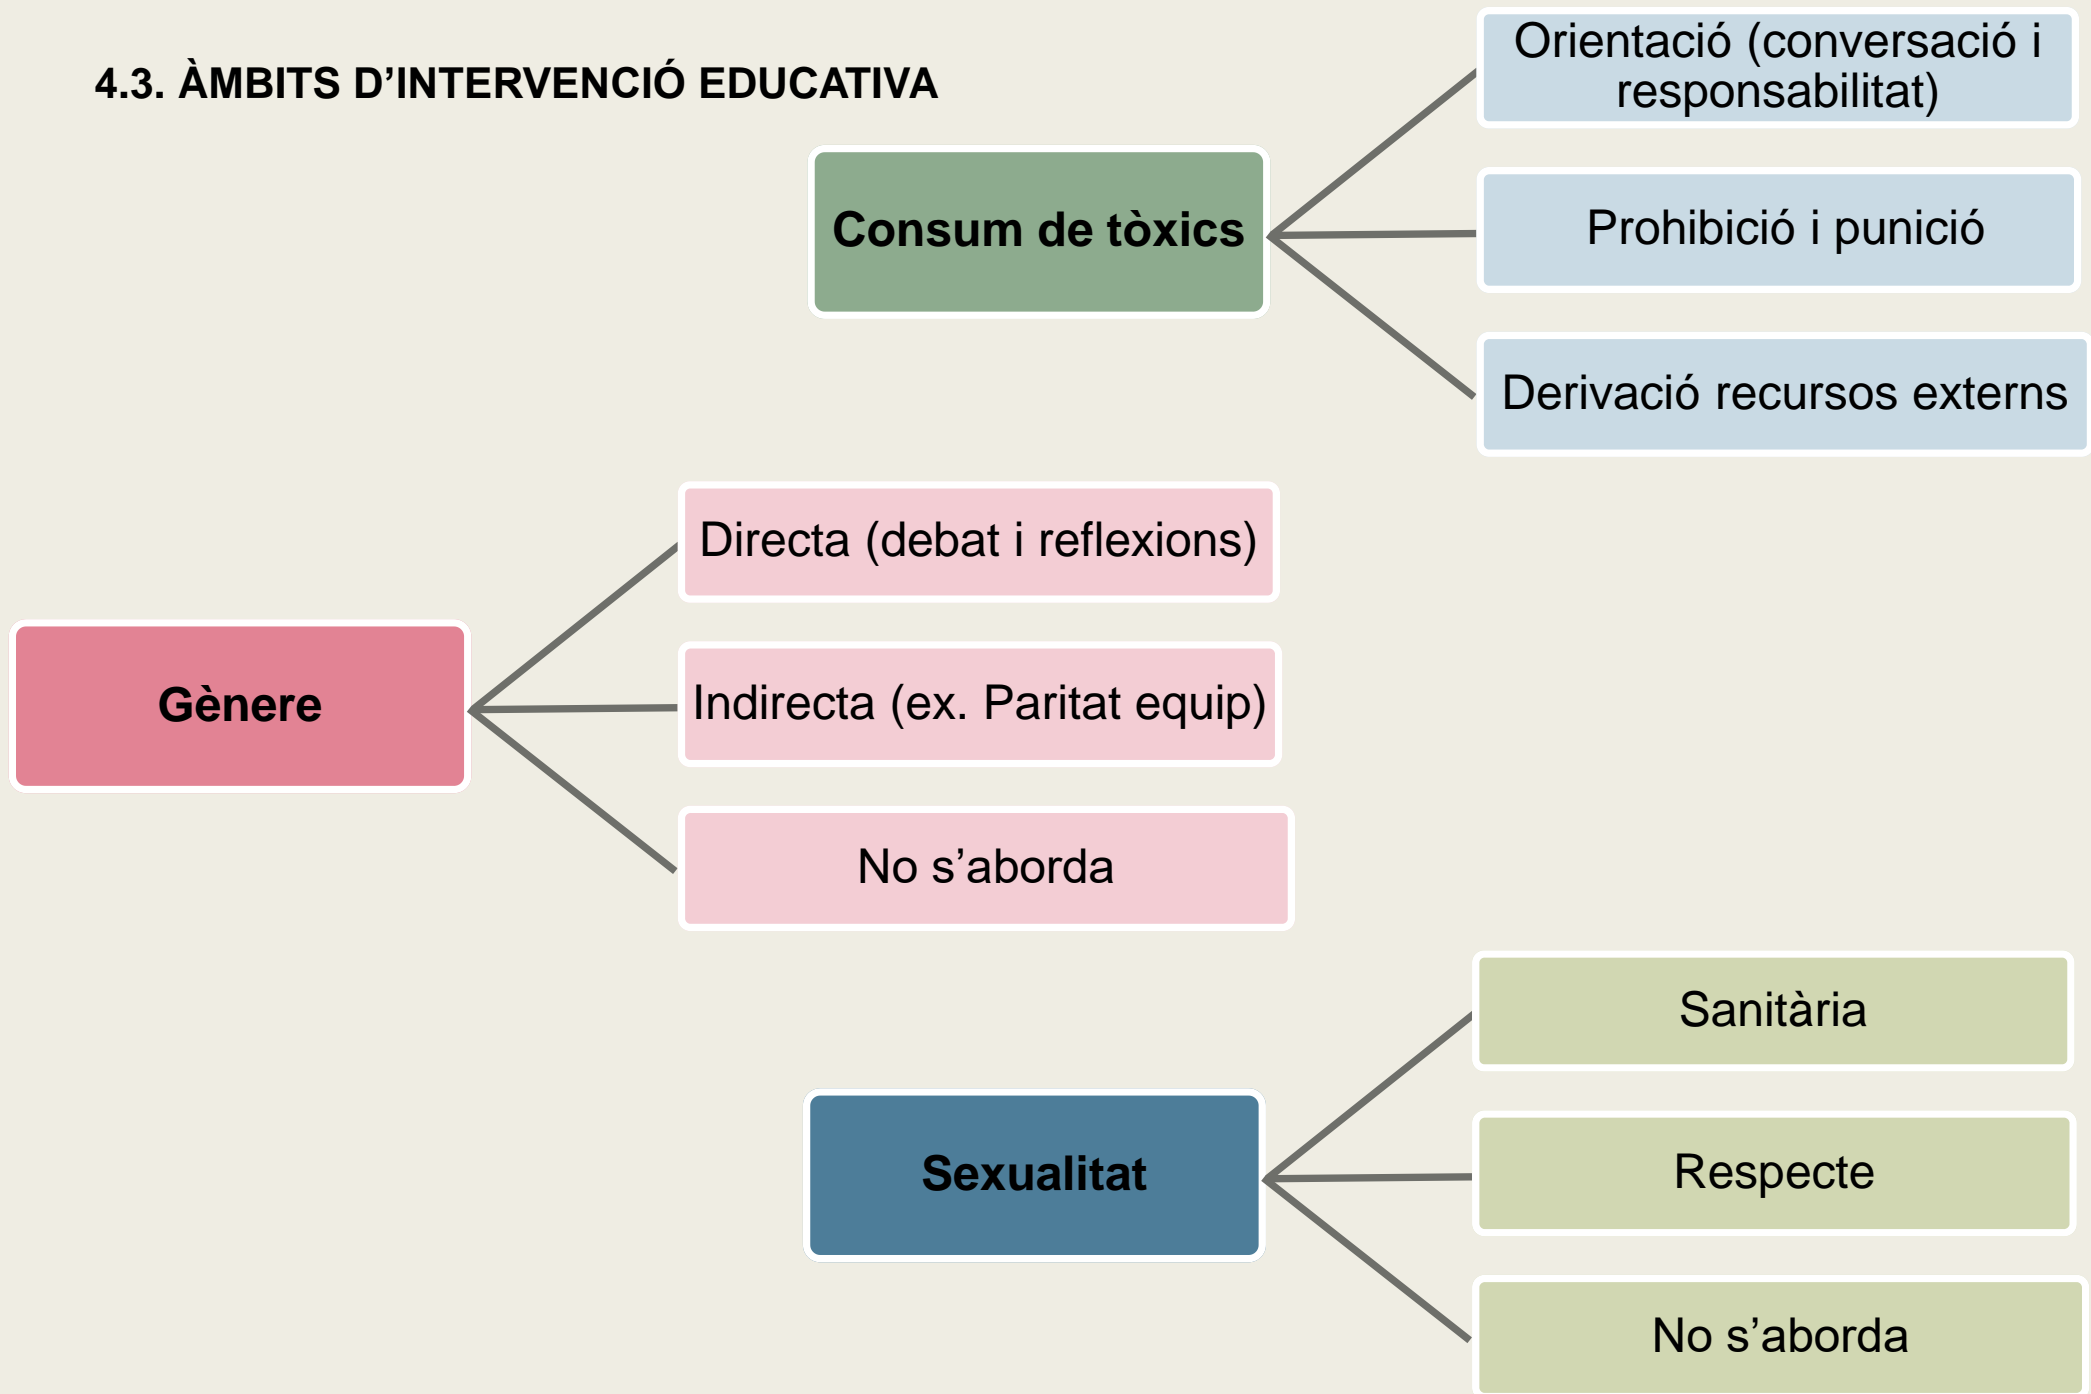 4.3. ÀMBITS D’INTERVENCIÓ EDUCATIVA
Consum de tòxics
Orientació (conversació i
responsabilitat)
Prohibició i punició
Derivació recursos externs
Gènere
Directa (debat i reflexions)
Indirecta (ex. Paritat equip)
No s’aborda
Sexualitat
Sanitària
Respecte
No s’aborda